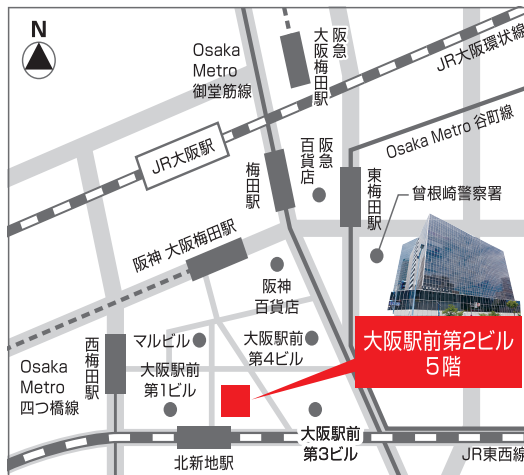 N
Osaka
Metro
御堂筋線
阪急
大阪梅田駅
JR大阪環状線
JR大阪駅
梅田駅
阪急
百貨店
東梅田駅
Osaka Metro 谷町線
曽根崎警察署
阪神 大阪梅田駅
阪神
百貨店
西梅田駅
マルビル
大阪駅前
第4ビル
大阪駅前第2ビル
5階
Osaka
Metro
四つ橋線
大阪駅前
第1ビル
大阪駅前
第3ビル
北新地駅
JR東西線